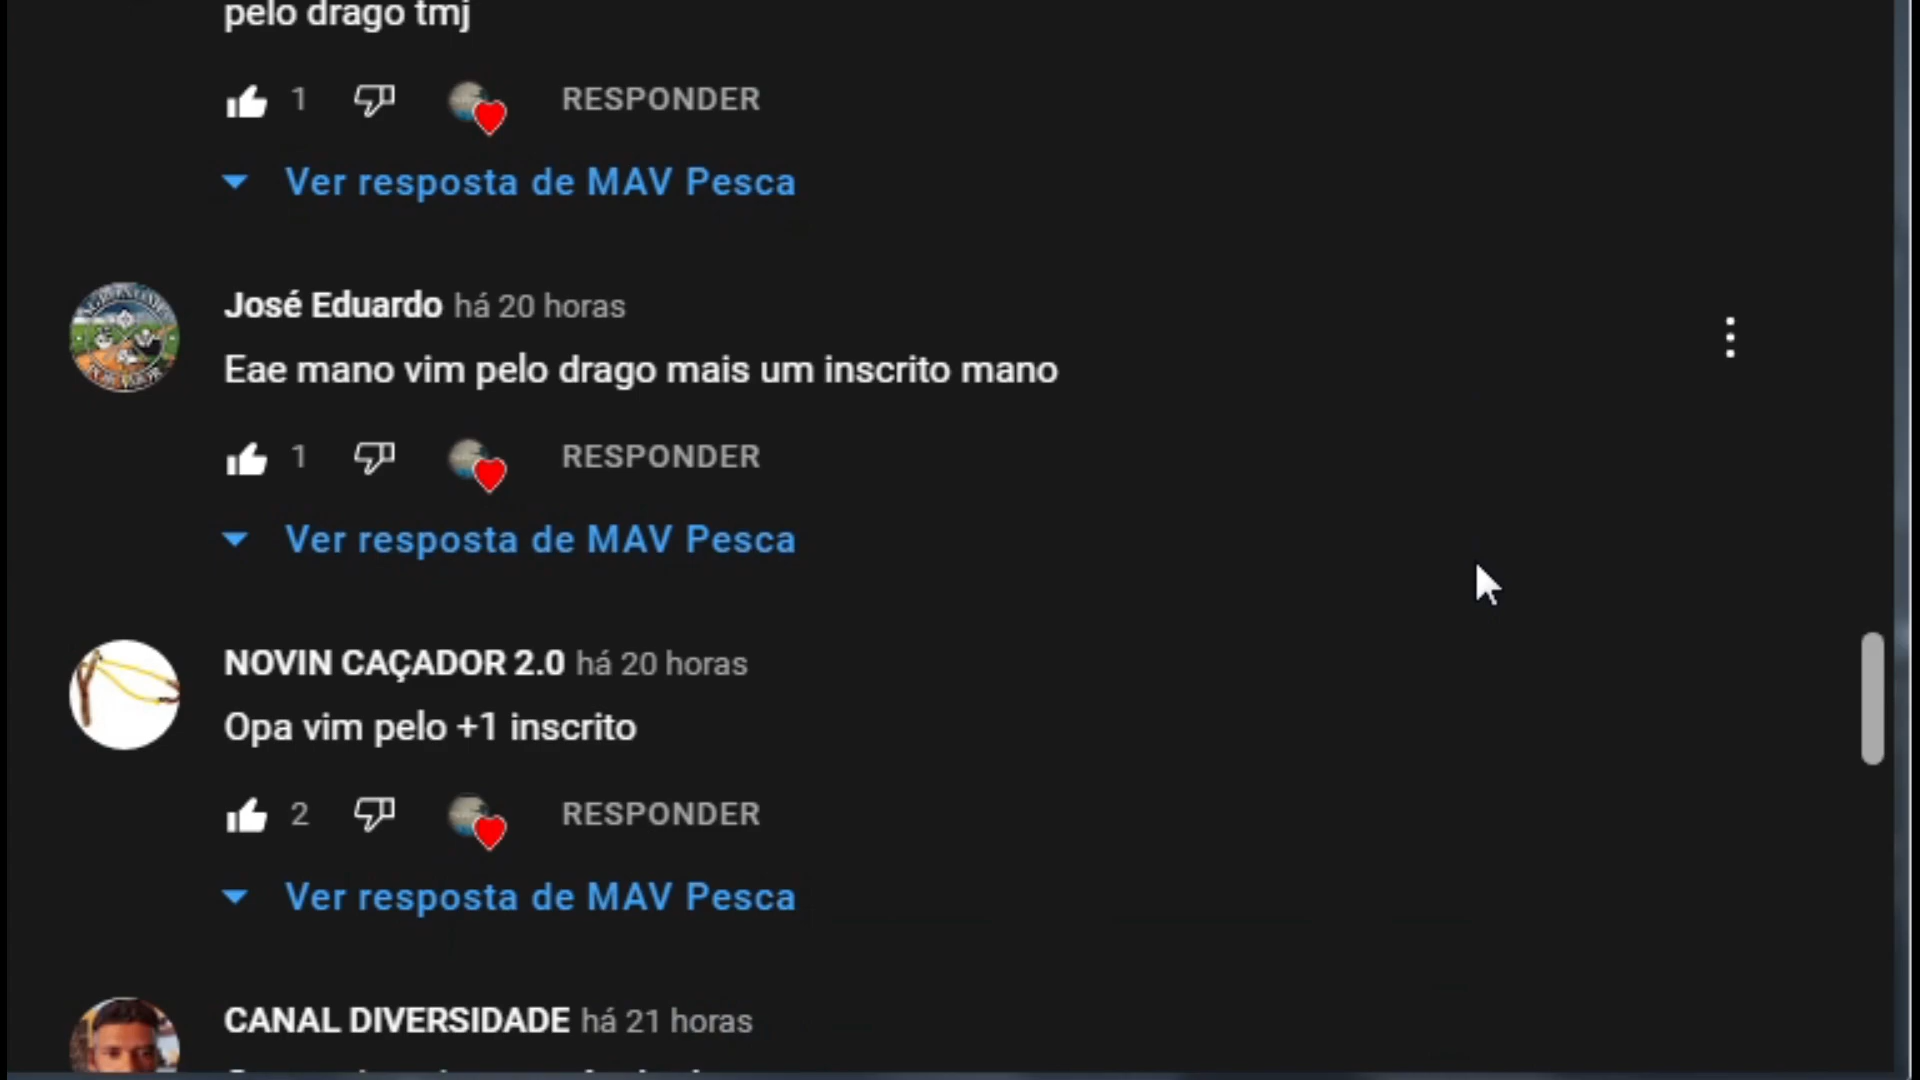 pelo drago tmj
1 RESPONDER
Ver resposta de MAV Pesca
José Eduardo há 20 horas
Eae mano vim pelo drago mais um inscrito mano
1 RESPONDER
Ver resposta de MAV Pesca
NOVIN CAÇADOR 2.0 há 20 horas
Opa vim pelo +1 inscrito
2 RESPONDER
Ver resposta de MAV Pesca
CANAL DIVERSIDADE há 21 horas